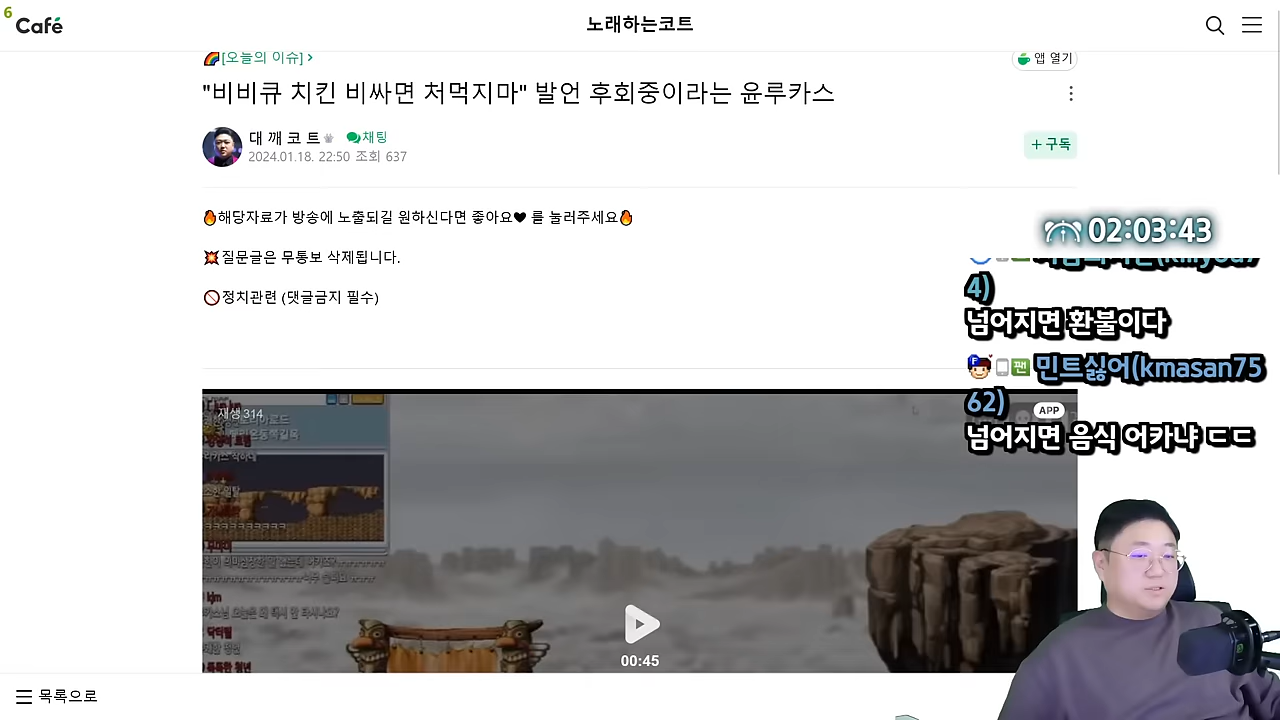 6
Café
노래하는코트
[오늘의 이슈] >
앱 열기
"비비큐 치킨 비싸면 처먹지마" 발언 후회중이라는 윤루카스
대 깨 코 트
채팅
2024.01.18. 22:50 조회 637
+ 구독
🔥해당자료가 방송에 노출되길 원하신다면 좋아요🖤 를 눌러주세요🔥
💥질문글은 무통보 삭제됩니다.
🚫정치관련 (댓글금지 필수)
02:03:43
4)
넘어지면 환불이다
팬 민트싫어(kmasan75
62)
넘어지면 음식 어카냐 ㄷㄷ
재생 314
APP
00:45
목록으로